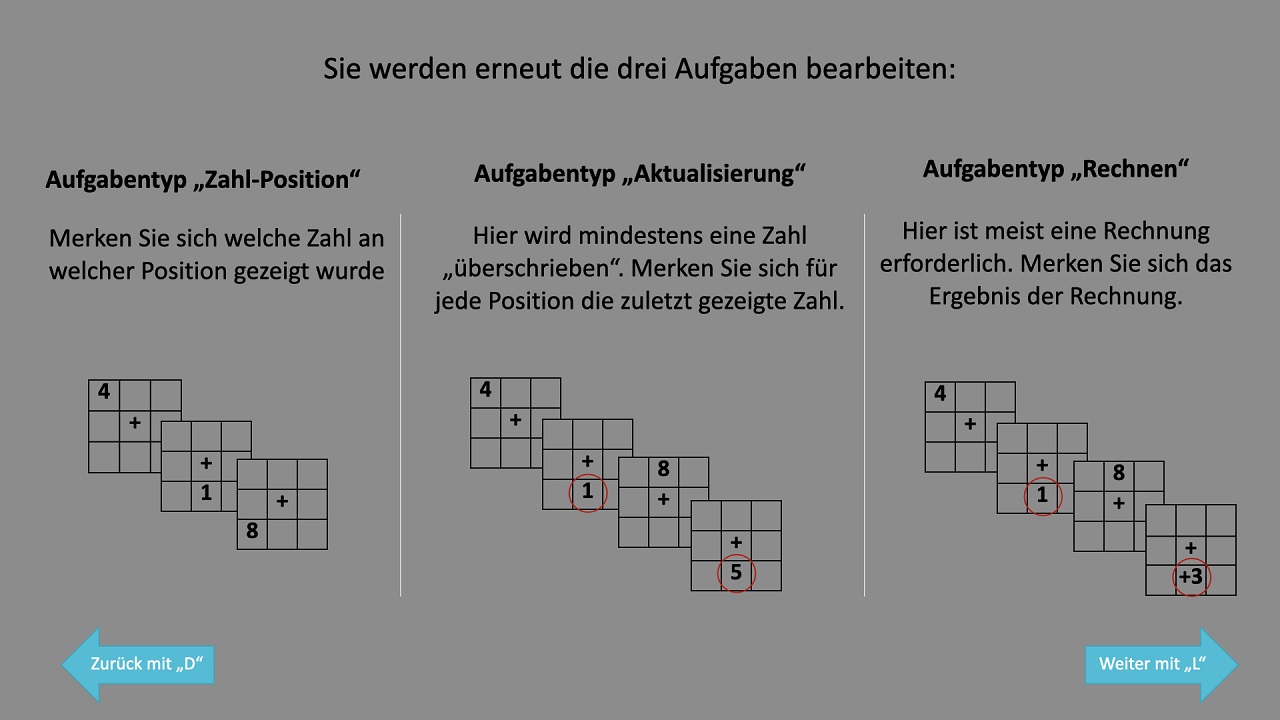 Sie werden erneut die drei Aufgaben bearbeiten:
Aufgabentyp „Zahl-Position“
Merken Sie sich welche Zahl an
welcher Position gezeigt wurde
4
+
+
1
+
8
Aufgabentyp „Aktualisierung“
Hier wird mindestens eine Zahl
„überschrieben“. Merken Sie sich für
jede Position die zuletzt gezeigte Zahl.
4
+
+
1
8
+
+
5
Aufgabentyp „Rechnen“
Hier ist meist eine Rechnung
erforderlich. Merken Sie sich das
Ergebnis der Rechnung.
4
+
+
1
8
+
+
+3
Zurück mit „D“
Weiter mit „L“